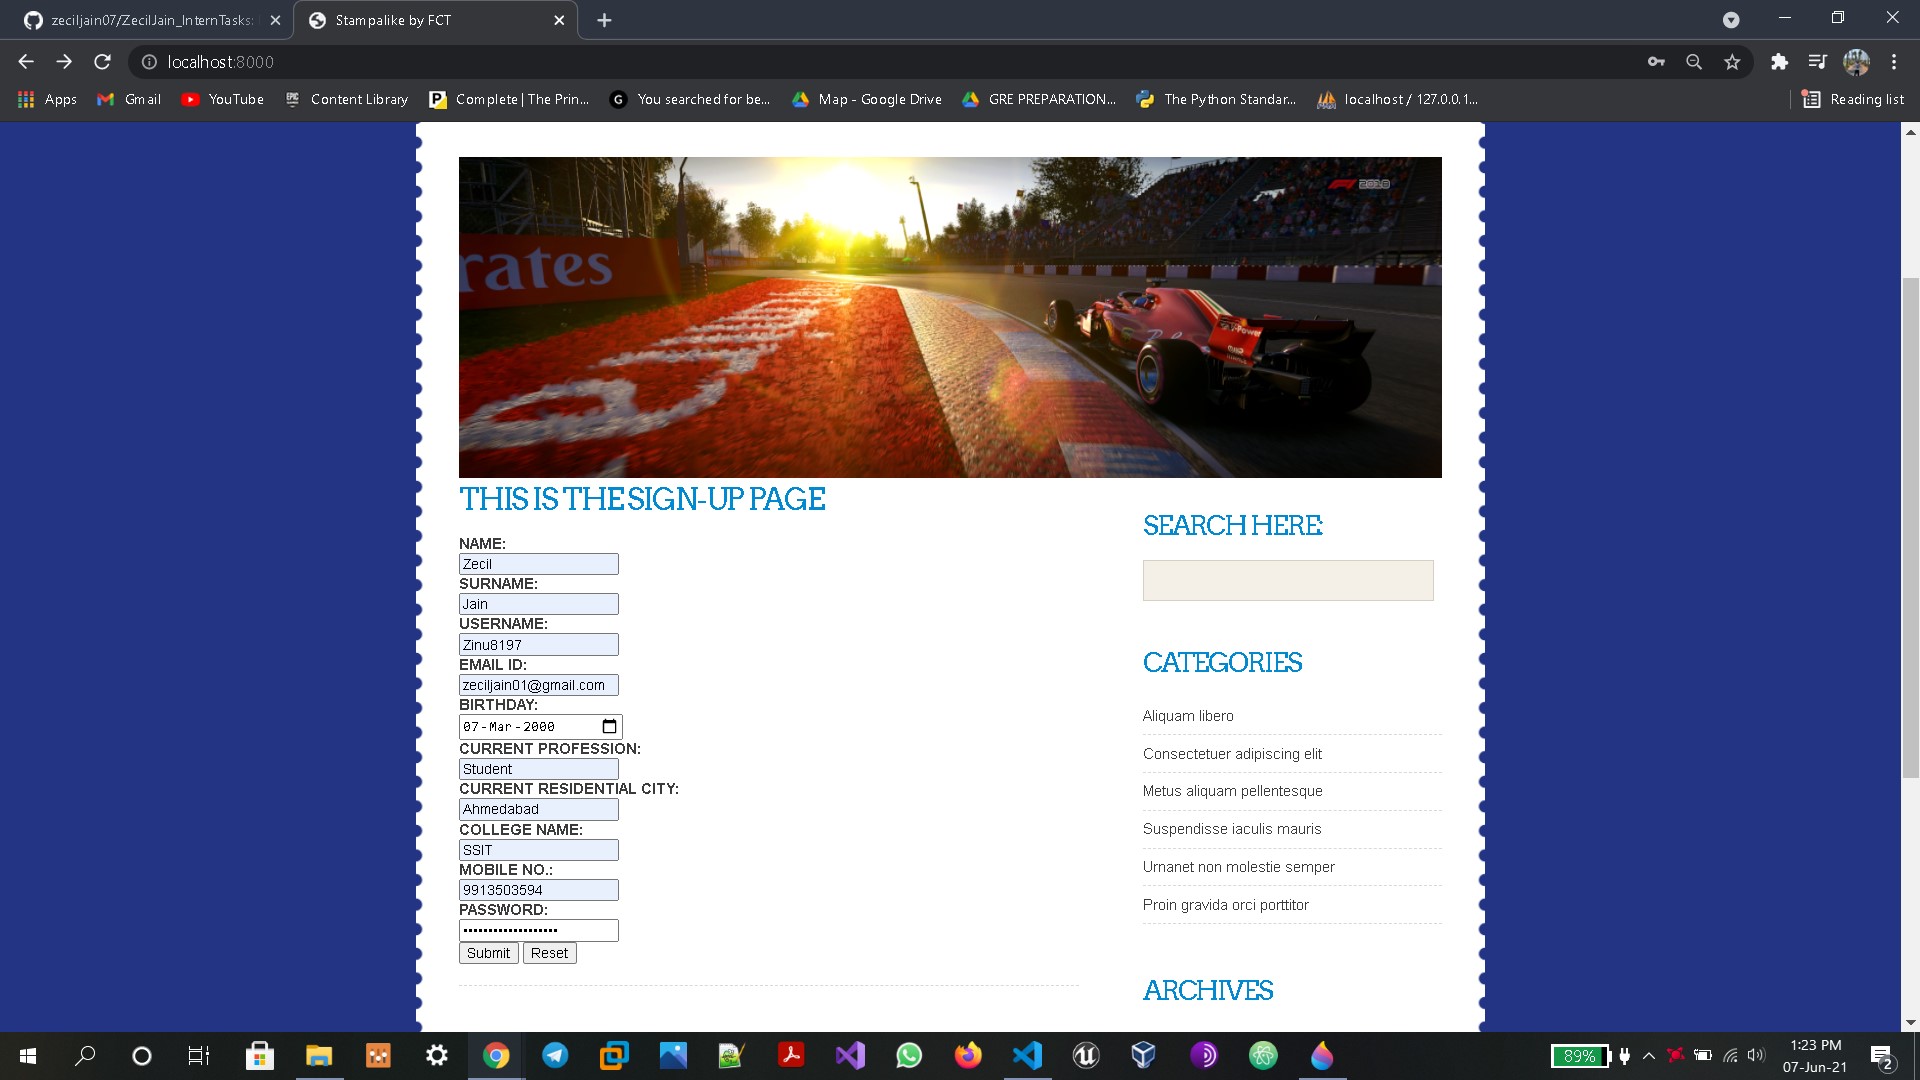 zeciljain07/ZecilJain_InternTasks:
Stampalike by FCT
localhost:8000
Apps
Gmail
YouTube
EPIC
Content Library
Complete | The Prin...
You searched for be...
Map - Google Drive
GRE PREPARATION...
The Python Standar...
localhost / 127.0.0.1...
Reading list
rates
2018
THIS IS THE SIGN-UP PAGE
NAME:
Zecil
SURNAME:
Jain
USERNAME:
Zinu8197
EMAIL ID:
zeciljain01@gmail.com
BIRTHDAY:
07-Mar-2000
CURRENT PROFESSION:
Student
CURRENT RESIDENTIAL CITY:
Ahmedabad
COLLEGE NAME:
SSIT
MOBILE NO.:
9913503594
PASSWORD:
Submit Reset
SEARCH HERE:
CATEGORIES
Aliquam libero
Consectetuer adipiscing elit
Metus aliquam pellentesque
Suspendisse iaculis mauris
Urnanet non molestie semper
Proin gravida orci porttitor
ARCHIVES
89%
1:23 PM
07-Jun-21
2